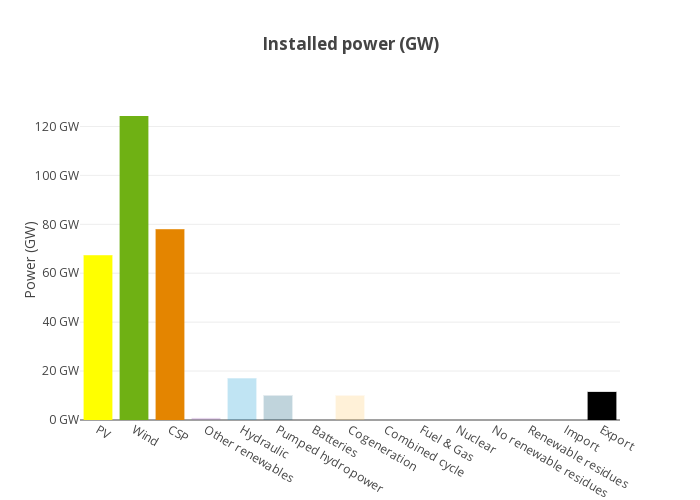 Installed power (GW)
120 GW
100 GW
80 GW
60 GW
40 GW
20 GW
0 GW
Power (GW)
PV
Wind
CSP
Other renewables
Hydraulic
Pumped hydropower
Batteries
Cogeneration
Combined cycle
Fuel & Gas
Nuclear
No renewable residues
Renewable residues
Import
Export